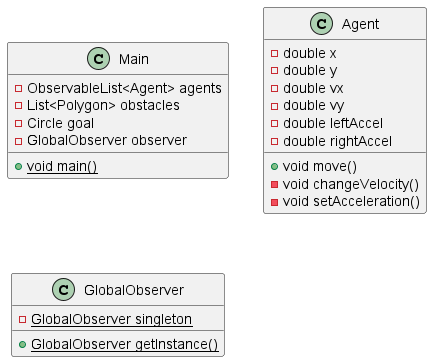 C Main
ObservableList<Agent> agents
List<Polygon> obstacles
Circle goal
GlobalObserver observer
void main()
C Agent
double x
double y
double vx
double vy
double leftAccel
double rightAccel
void move()
void changeVelocity()
void setAcceleration()
C GlobalObserver
GlobalObserver singleton
GlobalObserver getInstance()